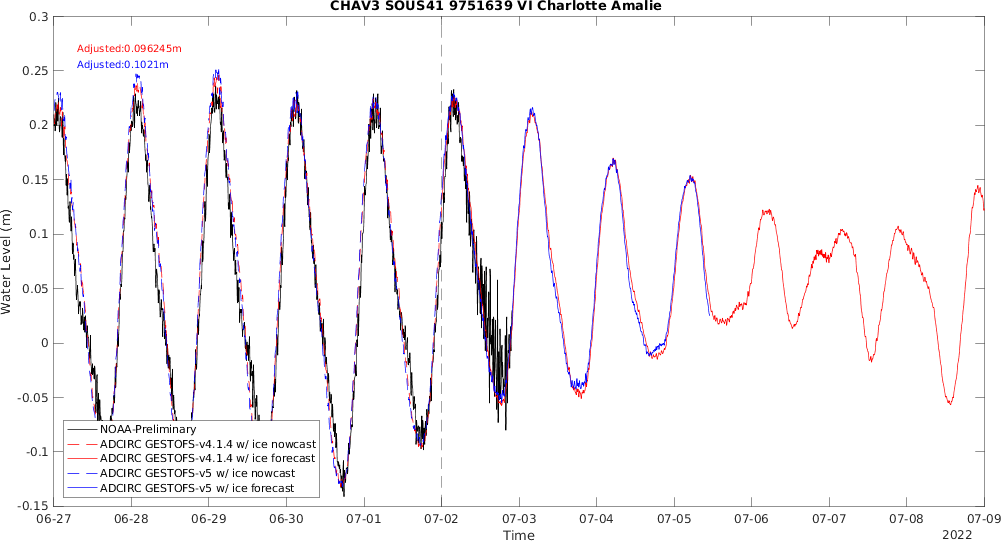 CHAV3 SOUS41 9751639 VI Charlotte Amalie
0.3
0.25
0.2
0.15
0.1
0.05
0
-0.05
-0.1
-0.15
Water Level (m)
Adjusted:0.096245m
Adjusted:0.1021m
NOAA-Preliminary
ADCIRC GESTOFS-v4.1.4 w/ ice nowcast
ADCIRC GESTOFS-v4.1.4 w/ ice forecast
ADCIRC GESTOFS-v5 w/ ice nowcast
ADCIRC GESTOFS-v5 w/ ice forecast
06-27 06-28 06-29 06-30 07-01 07-02 07-03 07-04 07-05 07-06 07-07 07-08 07-09
Time
2022